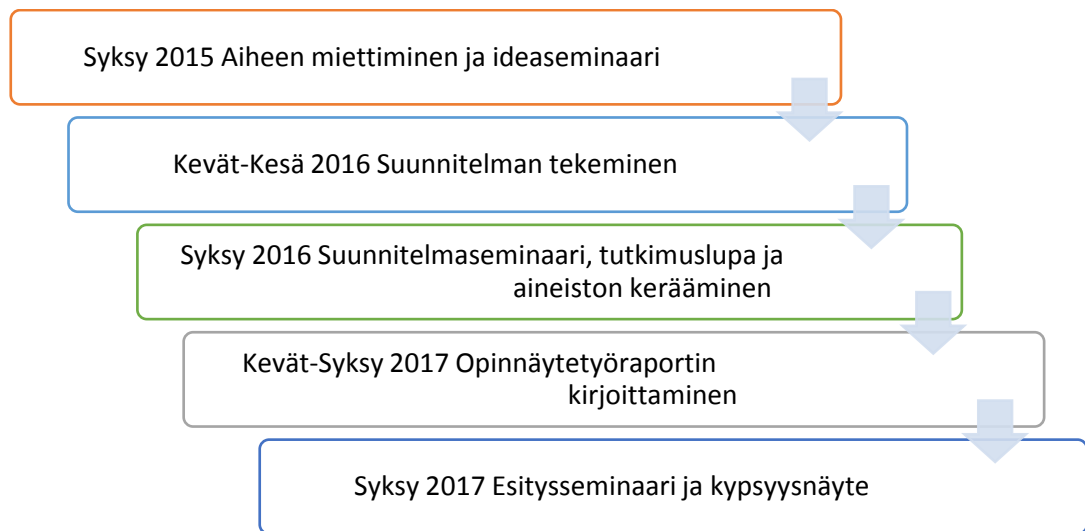 Syksy 2015 Aiheen miettiminen ja ideaseminaari
Kevät-Kesä 2016 Suunnitelman tekeminen
Syksy 2016 Suunnitelmaseminaari, tutkimuslupa ja
aineiston kerääminen
Kevät-Syksy 2017 Opinnäytetyöraportin
kirjoittaminen
Syksy 2017 Esitysseminaari ja kypsyysnäyte